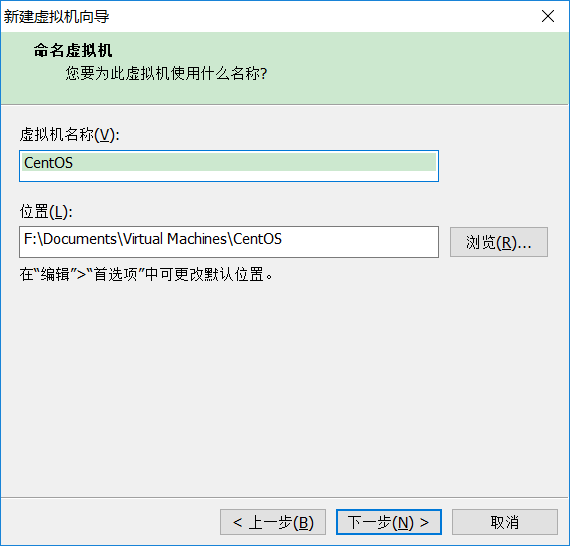 新建虚拟机向导
命名虚拟机
您要为此虚拟机使用什么名称?
虚拟机名称(V):
CentOS
位置(L):
F:\Documents\Virtual Machines\CentOS
浏览(R)...
在“编辑”>“首选项”中可更改默认位置。
< 上一步(B)
下一步(N) >
取消